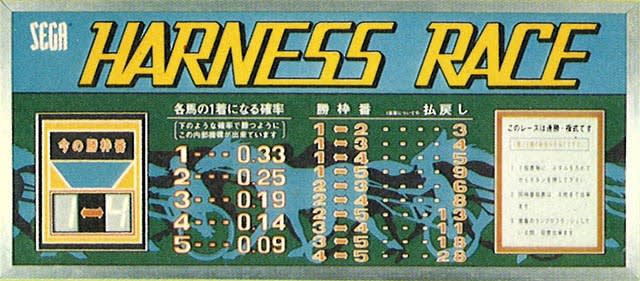 SEGA
HARNESS RACE
今の勝枠番
1 ⇔ 4
各馬の1着になる確率
下のような確率で勝つように
この内部機構が出来ています
1・・・0.33
2・・・0.25
3・・・0.19
4・・・0.14
5・・・0.09
勝枠番 払戻し
1=2・・・3
1=3・・・4
1=4・・・5
1=5・・・9
2=3・・・6
2=4・・・8
2=5・・・13
3=4・・・11
3=5・・・18
4=5・・・28
このレースは連勝・複式です